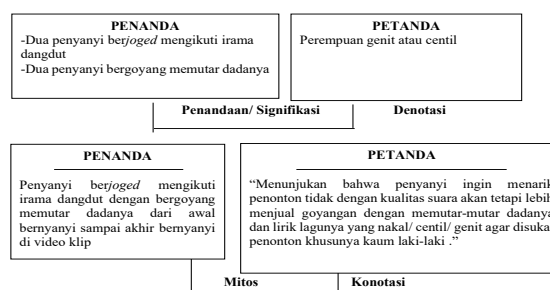 PENANDA
-Dua penyanyi berjoged mengikuti irama
dangdut
-Dua penyanyi bergoyang memutar dadanya
PETANDA
Perempuan genit atau centil
Penandaan/ Signifikasi
Denotasi
PENANDA
Penyanyi berjoged mengikuti
irama dangdut dengan bergoyang
memutar dadanya dari awal
bernyanyi sampai akhir bernyanyi
di video klip
PETANDA
“Menunjukan bahwa penyanyi ingin menarik
penonton tidak dengan kualitas suara akan tetapi lebih
menjual goyangan dengan memutar-mutar dadanya
dan lirik lagunya yang nakal/ centil/ genit agar disukai
penonton khusunya kaum laki-laki .”
Mitos
Konotasi